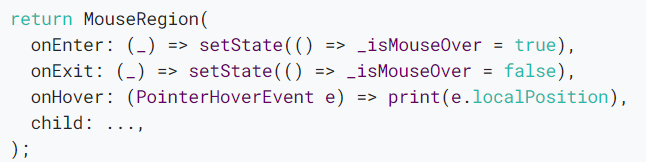 return MouseRegion(
  onEnter: (_) => setState(() => _isMouseOver = true),
  onExit: (_) => setState(() => _isMouseOver = false),
  onHover: (PointerHoverEvent e) => print(e.localPosition),
  child: ...,
);